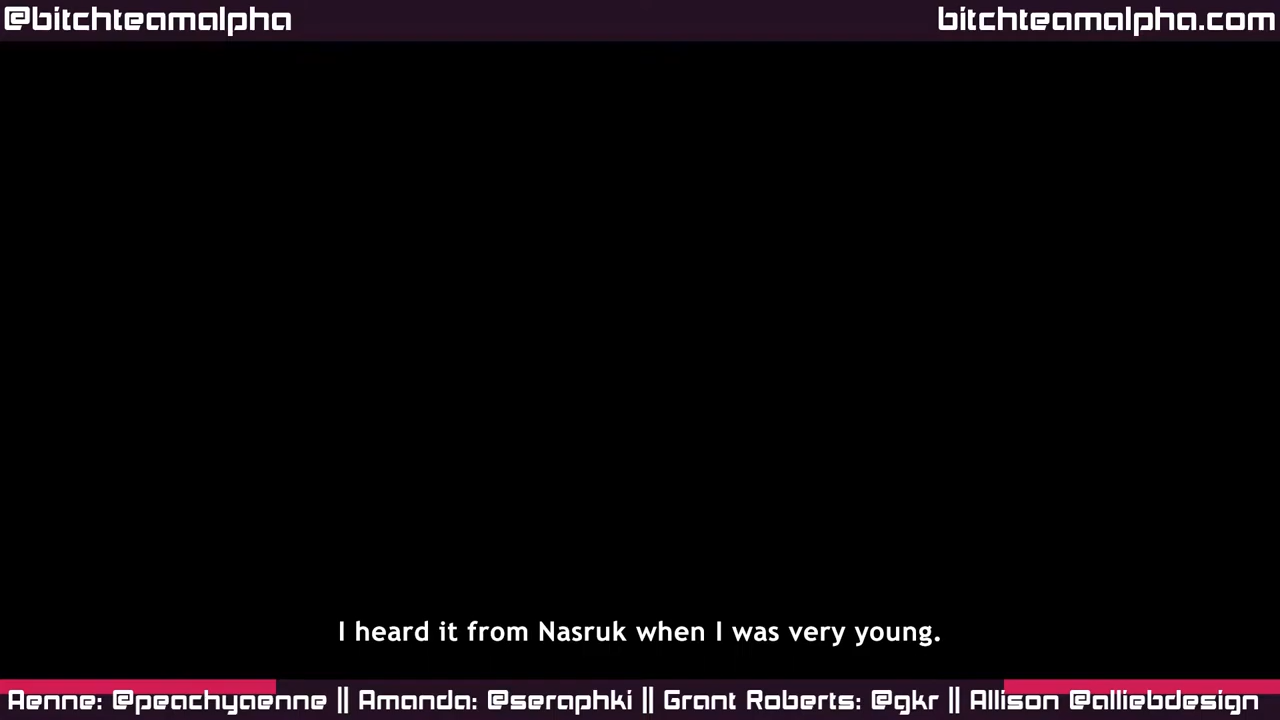 @bitchteamalpha
bitchteamalpha.com
I heard it from Nasruk when I was very young.
Aenne: @peachyaenne || Amanda: @seraphki || Grant Roberts: @gkr || Allison @alliebdesign